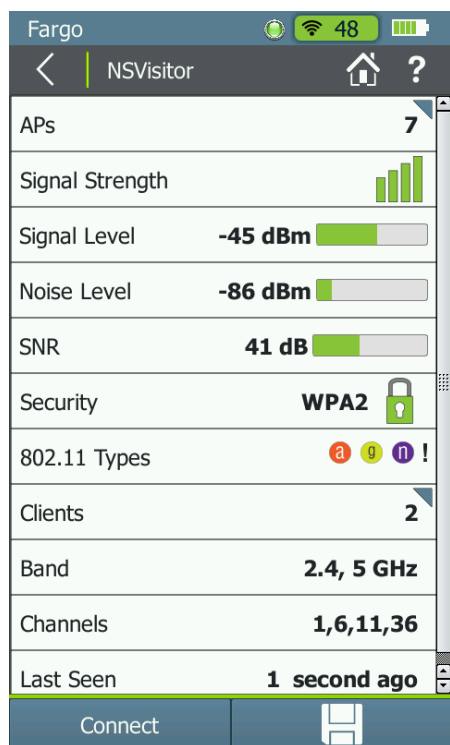 Fargo 48
NSVisitor ?
APs 7
Signal Strength
Signal Level -45 dBm
Noise Level -86 dBm
SNR 41 dB
Security WPA2
802.11 Types a g n !
Clients 2
Band 2.4, 5 GHz
Channels 1,6,11,36
Last Seen 1 second ago
Connect